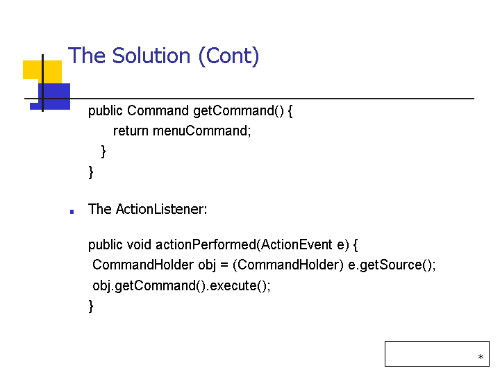 The Solution (Cont)
public Command getCommand() {
return menuCommand;
}
}
■ The ActionListener:
public void actionPerformed(ActionEvent e) {
CommandHolder obj = (CommandHolder) e.getSource();
obj.getCommand().execute();
}
*